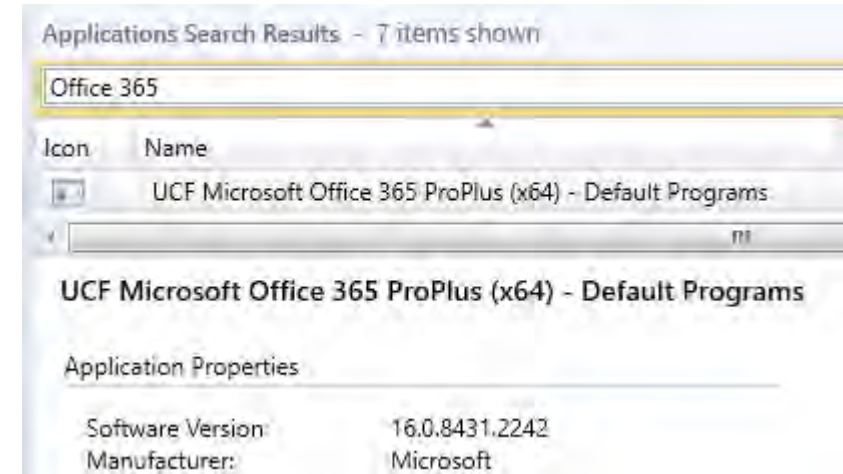 Applications Search Results - 7 items shown
Office 365
Icon Name
UCF Microsoft Office 365 ProPlus (x64) - Default Programs
UCF Microsoft Office 365 ProPlus (x64) - Default Programs
Application Properties
Software Version: 16.0.8431.2242
Manufacturer: Microsoft